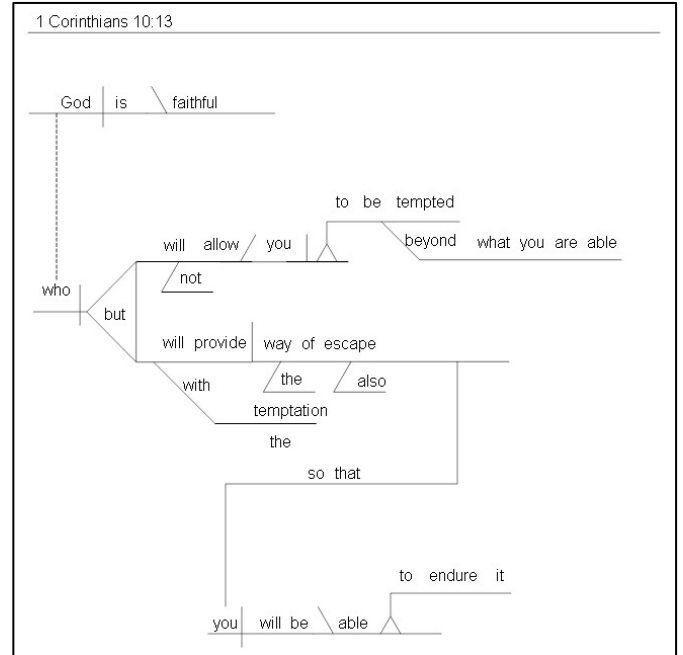 1 Corinthians 10:13
God is faithful
to be tempted
will allow you
beyond what you are able
not
who
but
will provide way of escape
with
the also
temptation
the
so that
to endure it
you will be able